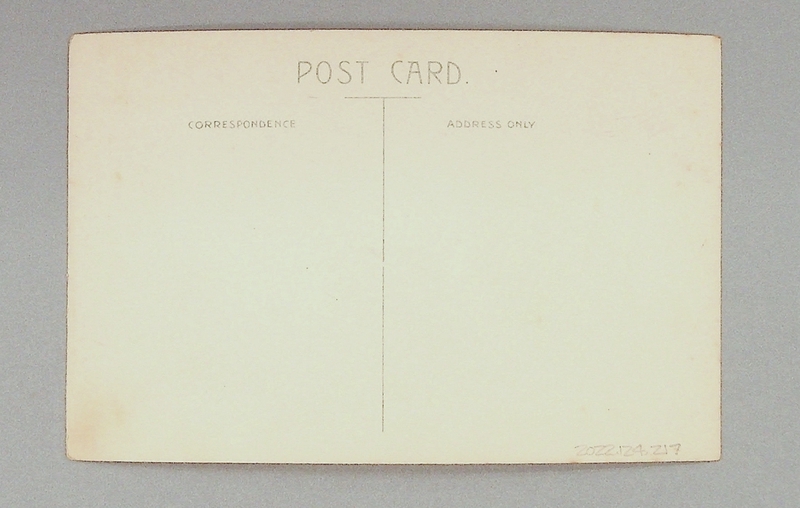 POST CARD.
CORRESPONDENCE
ADDRESS ONLY
2022.124.217